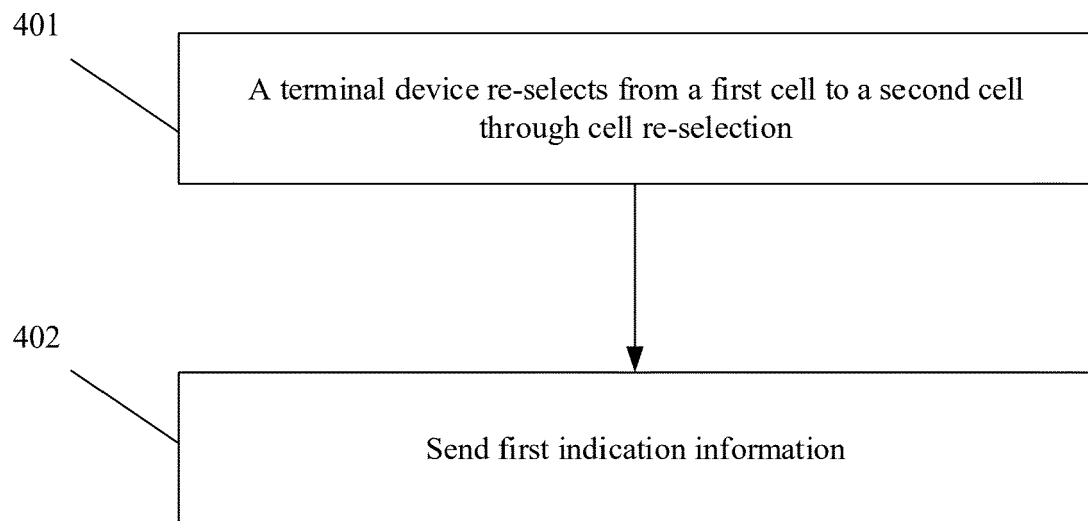 401
A terminal device re-selects from a first cell to a second cell
through cell re-selection
402
Send first indication information